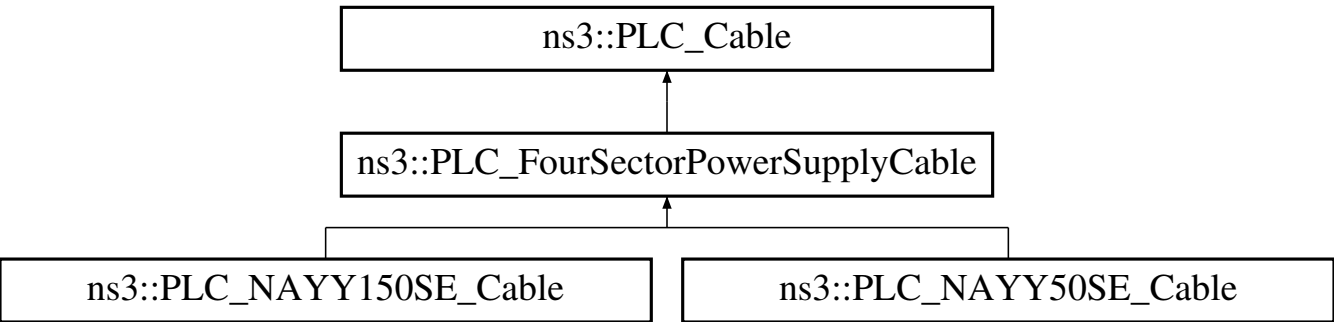 ns3::PLC_Cable
ns3::PLC_FourSectorPowerSupplyCable
ns3::PLC_NAYY150SE_Cable
ns3::PLC_NAYY50SE_Cable